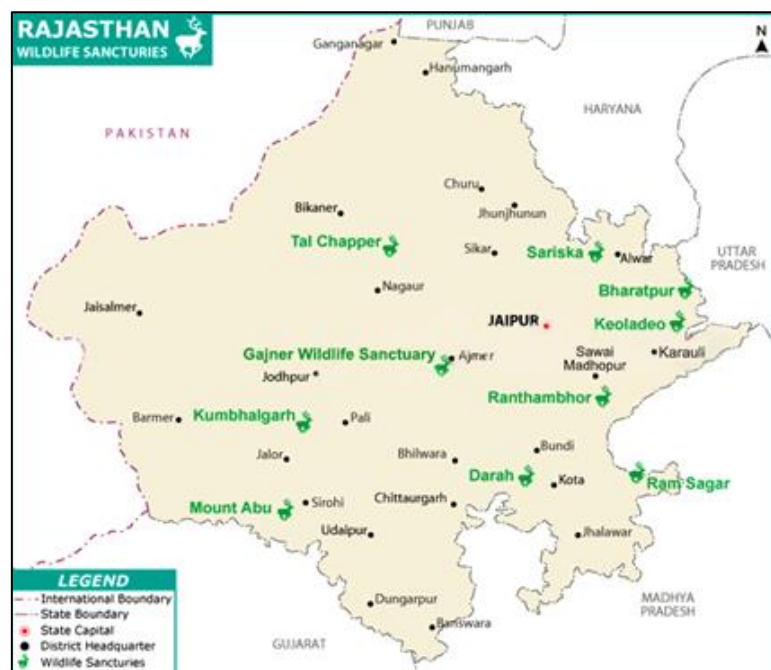 RAJASTHAN
WILDLIFE SANCTURIES
PUNJAB
N
Ganganagar
Hanumangarh
HARYANA
PAKISTAN
Churu
Jhunjhunun
Bikaner
Tal Chapper
Sikar
Sariska
Alwar
UTTAR
PRADESH
Nagaur
Bharatpur
Jaisalmer
JAIPUR
Keoladeo
Gajner Wildlife Sanctuary
Ajmer
Sawai
Madhopur
Karauli
Jodhpur
Ranthambhor
Barmer
Kumbhalgarh
Pali
Bundi
Jalor
Bhilwara
Darah
Kota
Ram Sagar
Mount Abu
Sirohi
Chittaurgarh
Udaipur
Jhalawar
LEGEND
International Boundary
State Boundary
State Capital
District Headquarter
Wildlife Sancturies
Dungarpur
MADHYA
PRADESH
Banswara
GUJARAT